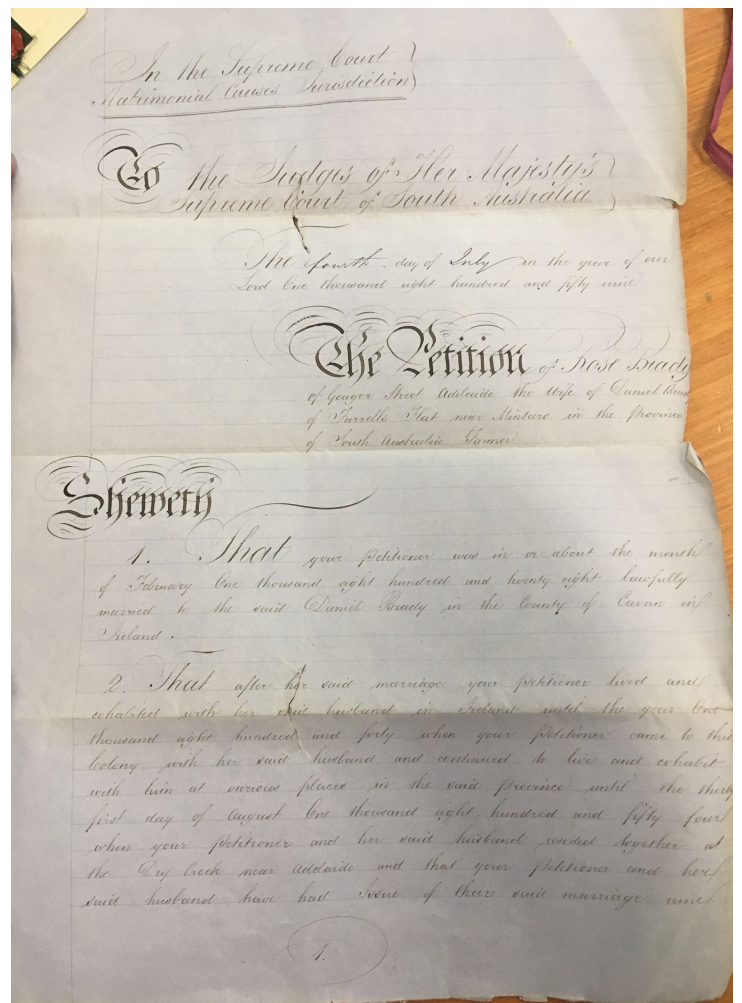 In the Supreme Court
Matrimonial Causes Jurisdiction
To the Judges of Her Majesty's
Supreme Court of South Australia
The fourth day of July in the year of our
Lord One thousand eight hundred and fifty nine
The Petition of Rose Brady
of Gouger Street Adelaide the Wife of Daniel Brady
of Farrells Flat near Mintaro in the Province
of South Australia Farmer
Sheweth
1. That your Petitioner was in or about the month
of February One thousand eight hundred and twenty eight lawfully
married to the said Daniel Brady in the County of Cavan in
Ireland.
2. That after her said marriage your petitioner lived and
cohabited with her said husband in Ireland until the year One
thousand eight hundred and forty when your Petitioner came to this
Colony with her said husband and continued to live and cohabit
with him at various places in the said Province until the thirty
first day of August One thousand eight hundred and fifty four
when your Petitioner and her said husband resided together at
the Dry Creek near Adelaide and that your Petitioner and her
said husband have had Issue of their said marriage nine
1.